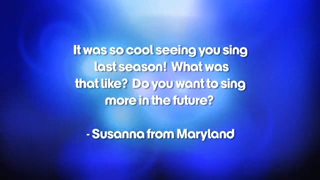 It was so cool seeing you sing
last season! What was
that like? Do you want to sing
more in the future?
- Susanna from Maryland